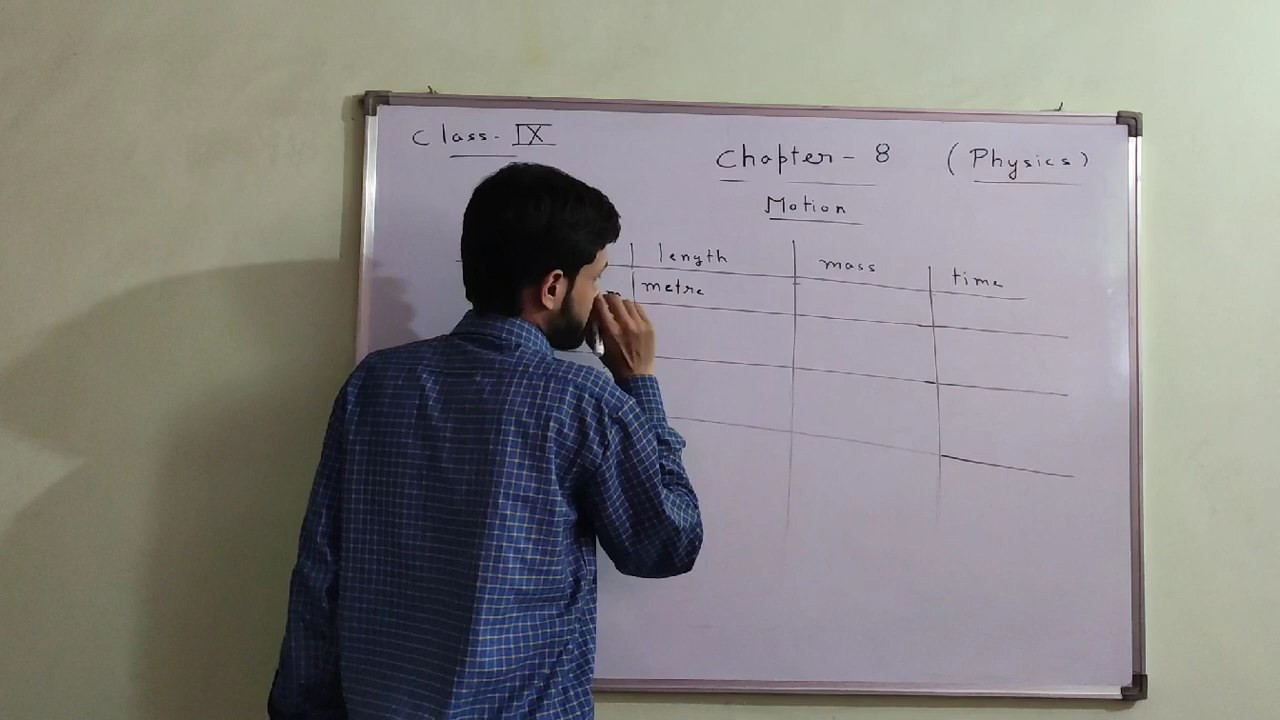 Class- IX
Chapter - 8 (Physics)
Motion
length mass time
metre